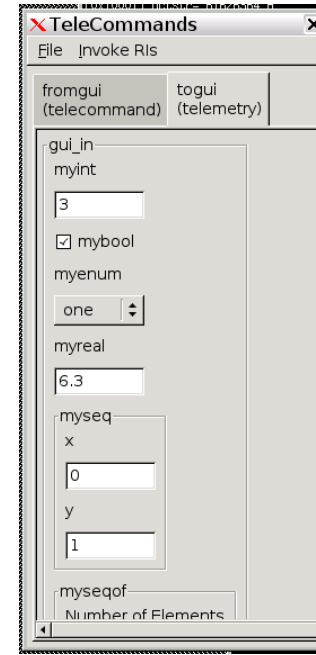 TeleCommands
File Invoke RIs
fromgui
(telecommand)
togui
(telemetry)
gui_in
myint
3
mybool
myenum
one
myreal
6.3
myseq
x
0
y
1
myseqof
Number of Elements